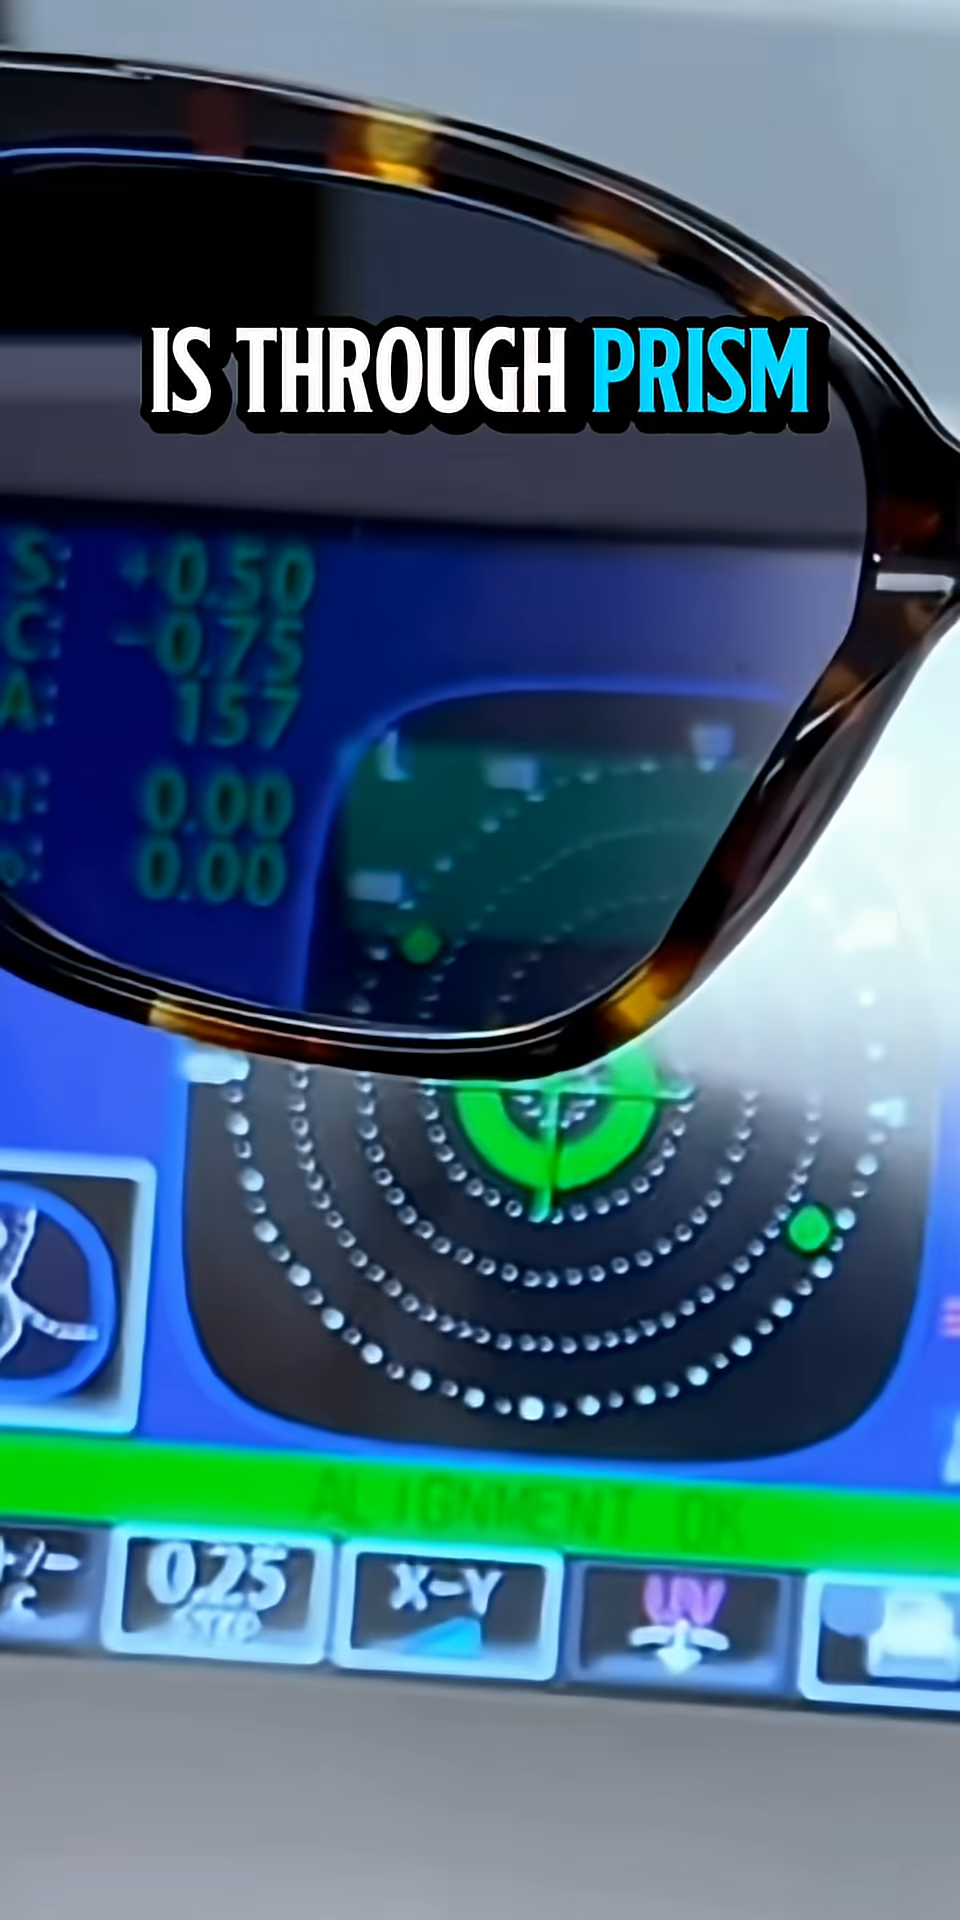 IS THROUGH PRISM
S: +0.50
C: -0.75
A: 157
0.00
0.00
ALIGNMENT OK
+/-
C
0.25
STEP
X-Y
UV